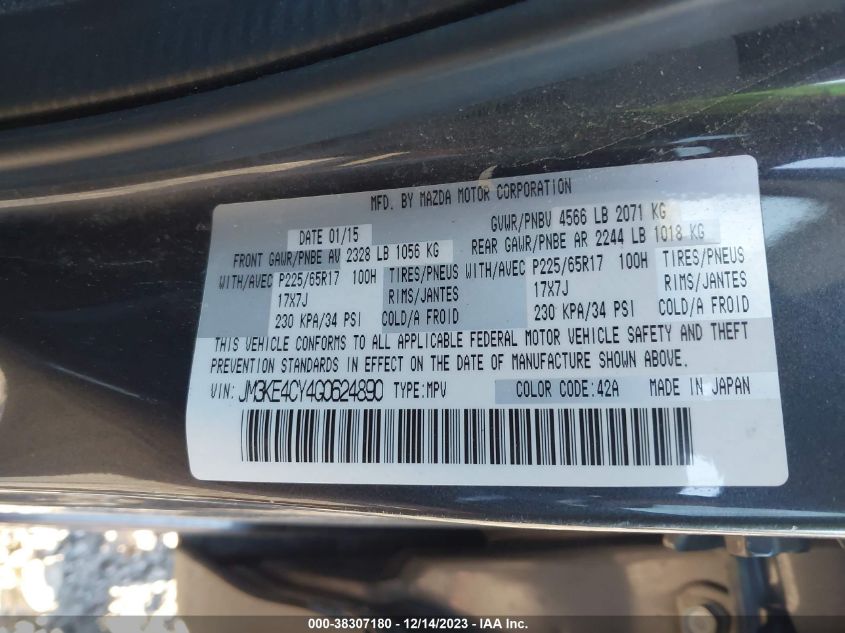 MFD. BY MAZDA MOTOR CORPORATION
DATE 01/15 GVWR/PNBV 4566 LB 2071 KG
FRONT GAWR/PNBE AV 2328 LB 1056 KG REAR GAWR/PNBE AR 2244 LB 1018 KG
WITH/AVEC P225/65R17 100H TIRES/PNEUS WITH/AVEC P225/65R17 100H TIRES/PNEUS
17X7J RIMS/JANTES 17X7J RIMS/JANTES
230 KPA/34 PSI COLD/A FROID 230 KPA/34 PSI COLD/A FROID
THIS VEHICLE CONFORMS TO ALL APPLICABLE FEDERAL MOTOR VEHICLE SAFETY AND THEFT
PREVENTION STANDARDS IN EFFECT ON THE DATE OF MANUFACTURE SHOWN ABOVE.
VIN: JM3KE4CY4G0624890 TYPE:MPV COLOR CODE:42A MADE IN JAPAN
000-38307180 - 12/14/2023 - IAA Inc.